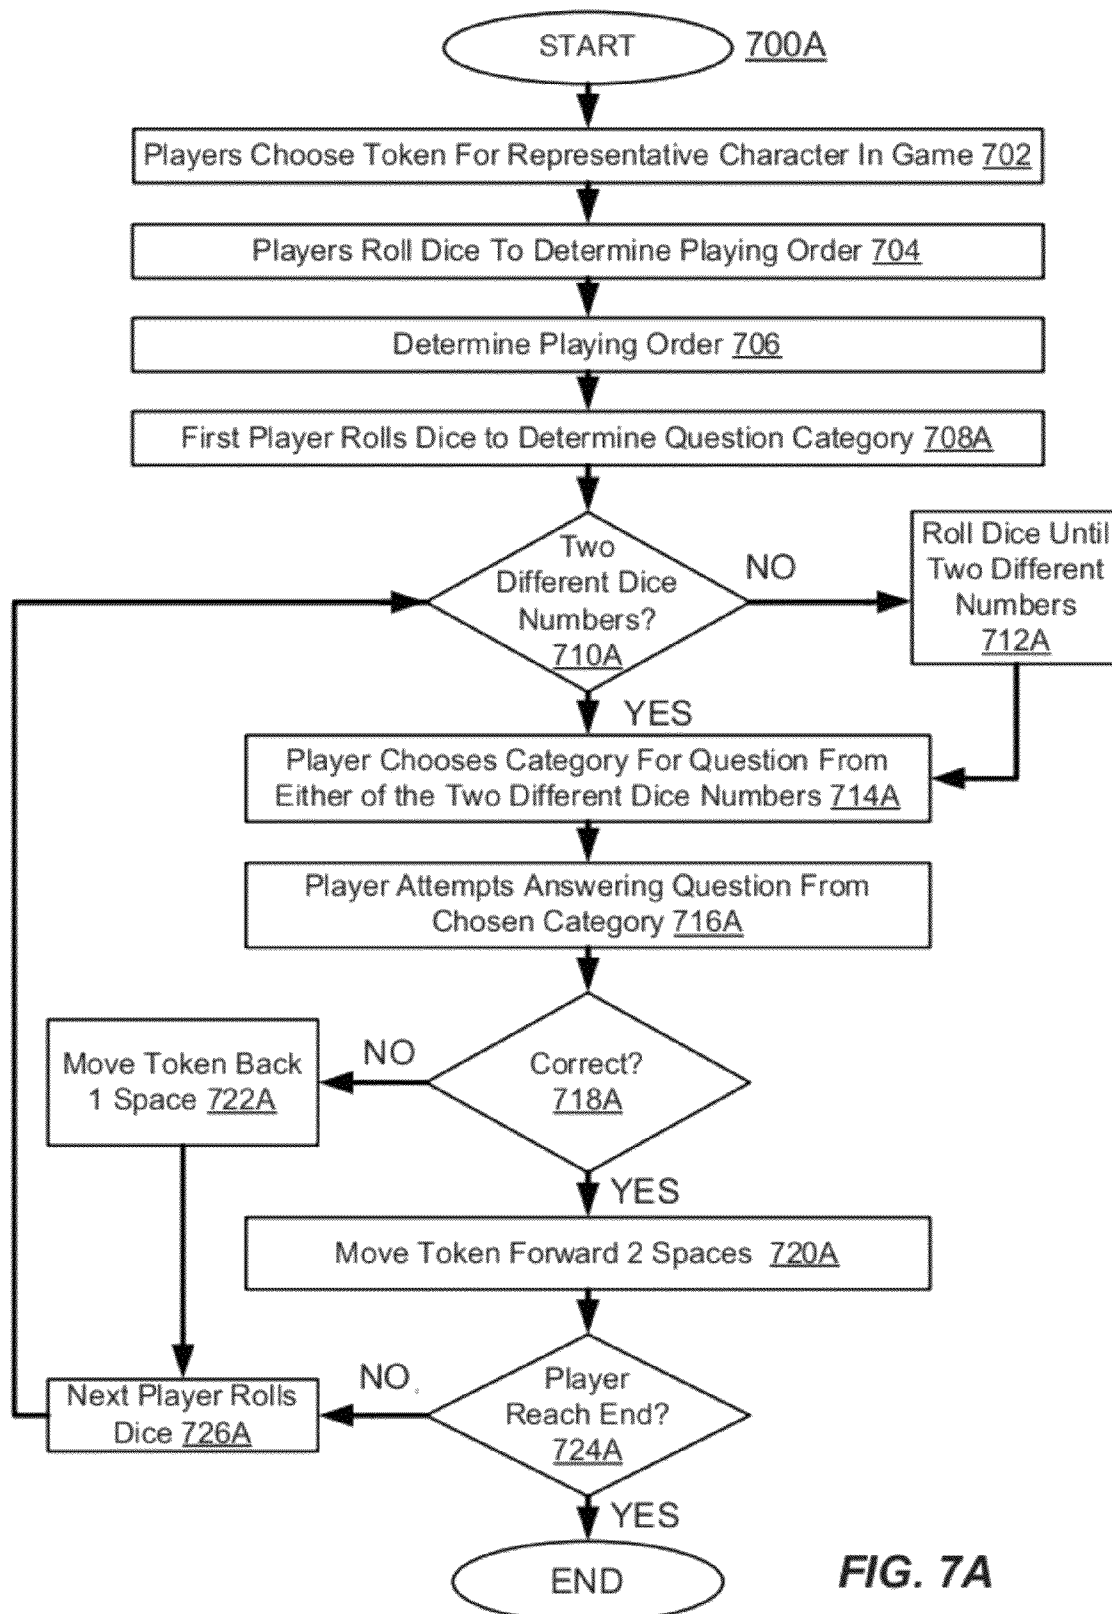 START
700A
Players Choose Token For Representative Character In Game 702
Players Roll Dice To Determine Playing Order 704
Determine Playing Order 706
First Player Rolls Dice to Determine Question Category 708A
Two
Different Dice
Numbers?
710A
NO
Roll Dice Until
Two Different
Numbers
712A
YES
Player Chooses Category For Question From
Either of the Two Different Dice Numbers 714A
Player Attempts Answering Question From
Chosen Category 716A
Correct?
718A
NO
Move Token Back
1 Space 722A
YES
Move Token Forward 2 Spaces 720A
Player
Reach End?
724A
NO
Next Player Rolls
Dice 726A
YES
END
FIG. 7A